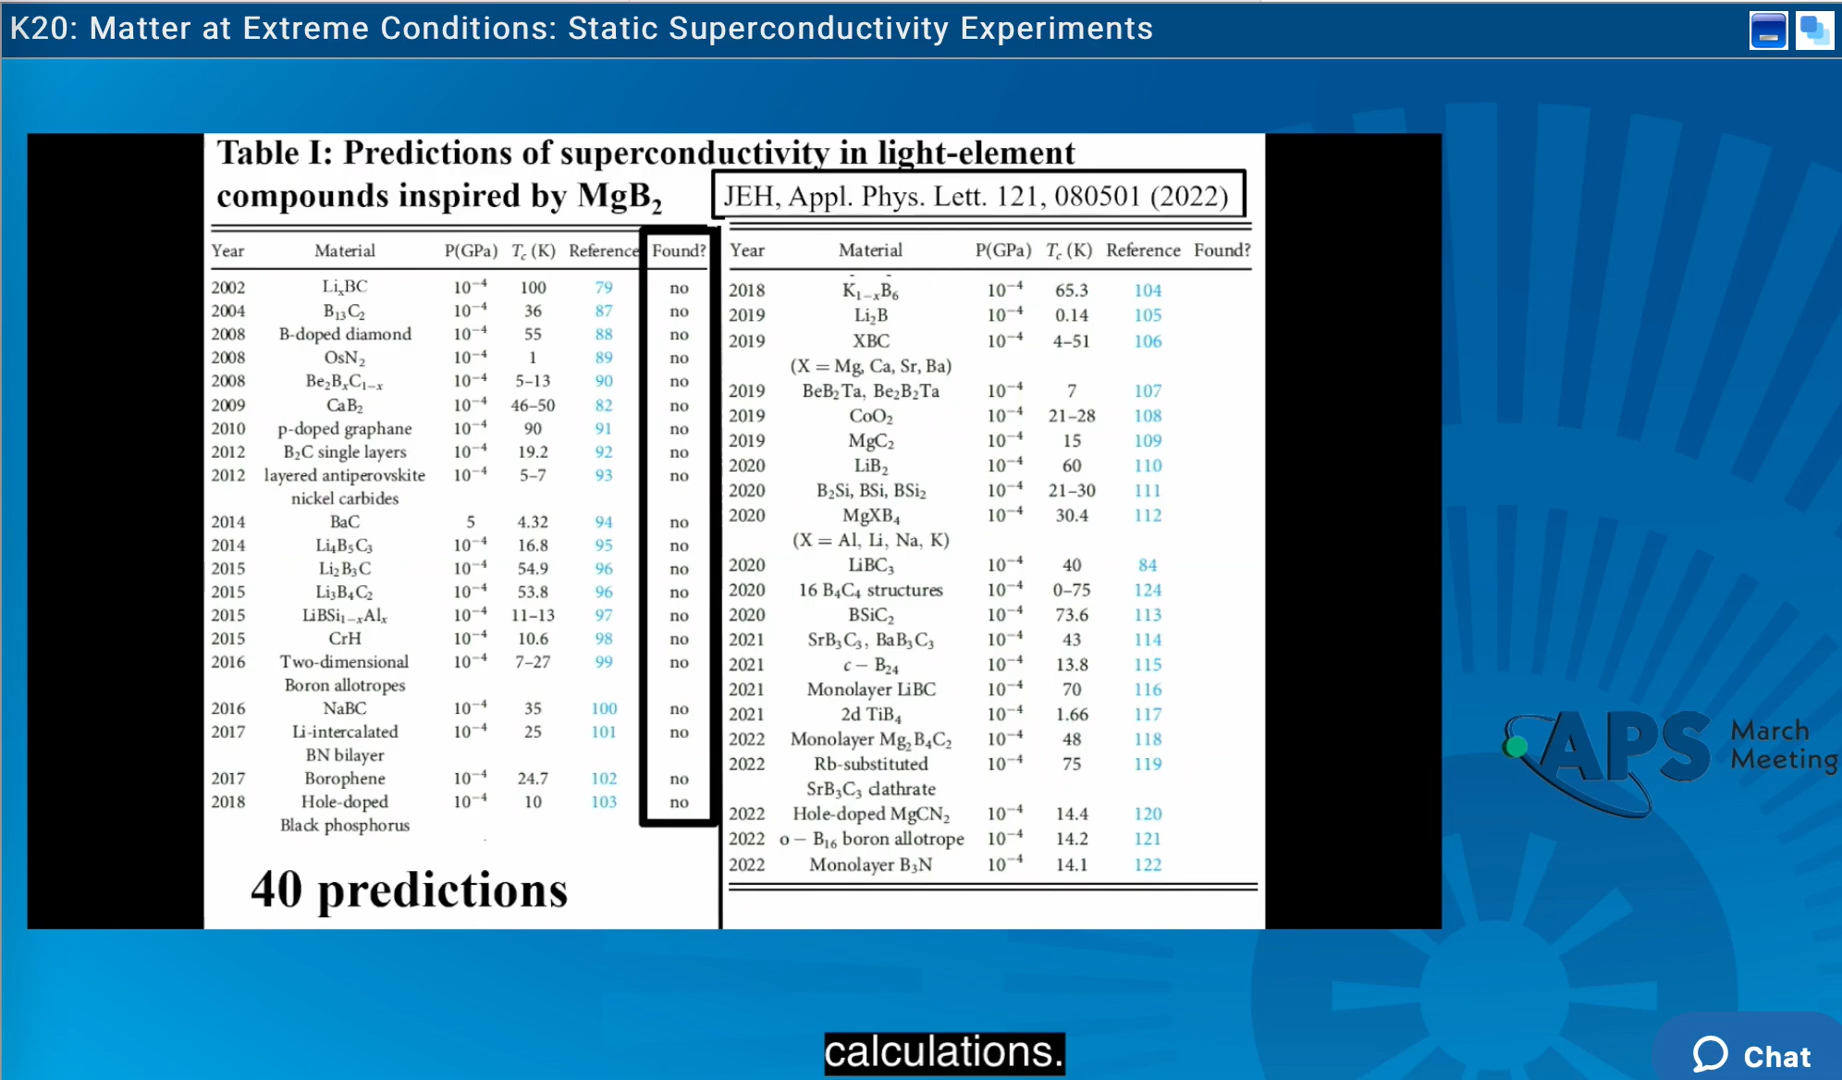 K20: Matter at Extreme Conditions: Static Superconductivity Experiments
Table I: Predictions of superconductivity in light-element
compounds inspired by MgB₂
JEH, Appl. Phys. Lett. 121, 080501 (2022)
Year Material P(GPa) T꜀ (K) Reference Found?
2002 LiₓBC 10⁻⁴ 100 79 no
2004 B₁₃C₂ 10⁻⁴ 36 87 no
2008 B-doped diamond 10⁻⁴ 55 88 no
2008 OsN₂ 10⁻⁴ 1 89 no
2008 Be₂BₓC₁₋ₓ 10⁻⁴ 5–13 90 no
2009 CaB₂ 10⁻⁴ 46–50 82 no
2010 p-doped graphane 10⁻⁴ 90 91 no
2012 B₂C single layers 10⁻⁴ 19.2 92 no
2012 layered antiperovskite 10⁻⁴ 5–7 93 no
nickel carbides
2014 BaC 5 4.32 94 no
2014 Li₄B₅C₃ 10⁻⁴ 16.8 95 no
2015 Li₂B₃C 10⁻⁴ 54.9 96 no
2015 Li₃B₄C₂ 10⁻⁴ 53.8 96 no
2015 LiBSi₁₋ₓAlₓ 10⁻⁴ 11–13 97 no
2015 CrH 10⁻⁴ 10.6 98 no
2016 Two-dimensional 10⁻⁴ 7–27 99 no
Boron allotropes
2016 NaBC 10⁻⁴ 35 100 no
2017 Li-intercalated 10⁻⁴ 25 101 no
BN bilayer
2017 Borophene 10⁻⁴ 24.7 102 no
2018 Hole-doped 10⁻⁴ 10 103 no
Black phosphorus
40 predictions
Year Material P(GPa) T꜀ (K) Reference Found?
2018 K₁₋ₓB₆ 10⁻⁴ 65.3 104
2019 Li₂B 10⁻⁴ 0.14 105
2019 XBC 10⁻⁴ 4–51 106
(X = Mg, Ca, Sr, Ba)
2019 BeB₂Ta, Be₂B₂Ta 10⁻⁴ 7 107
2019 CoO₂ 10⁻⁴ 21–28 108
2019 MgC₂ 10⁻⁴ 15 109
2020 LiB₂ 10⁻⁴ 60 110
2020 B₂Si, BSi, BSi₂ 10⁻⁴ 21–30 111
2020 MgXB₄ 10⁻⁴ 30.4 112
(X = Al, Li, Na, K)
2020 LiBC₃ 10⁻⁴ 40 84
2020 16 B₄C₄ structures 10⁻⁴ 0–75 124
2020 BSiC₂ 10⁻⁴ 73.6 113
2021 SrB₃C₃, BaB₃C₃ 10⁻⁴ 43 114
2021 c – B₂₄ 10⁻⁴ 13.8 115
2021 Monolayer LiBC 10⁻⁴ 70 116
2021 2d TiB₄ 10⁻⁴ 1.66 117
2022 Monolayer Mg₂B₄C₂ 10⁻⁴ 48 118
2022 Rb-substituted 10⁻⁴ 75 119
SrB₃C₃ clathrate
2022 Hole-doped MgCN₂ 10⁻⁴ 14.4 120
2022 o – B₁₆ boron allotrope 10⁻⁴ 14.2 121
2022 Monolayer B₃N 10⁻⁴ 14.1 122
APS March
Meeting
calculations.
Chat